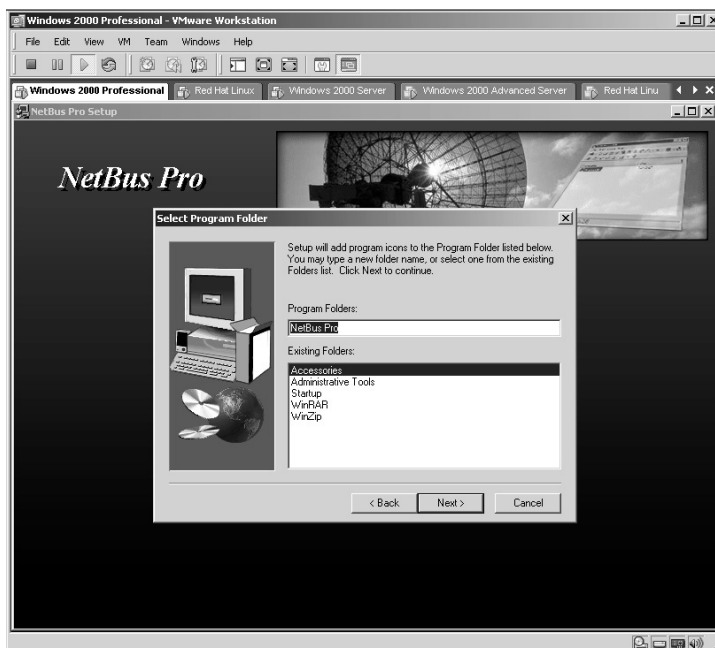 Windows 2000 Professional - VMware Workstation
File Edit View VM Team Windows Help
Windows 2000 Professional Red Hat Linux Windows 2000 Server Windows 2000 Advanced Server Red Hat Linu
NetBus Pro Setup
NetBus Pro
Select Program Folder
Setup will add program icons to the Program Folder listed below.
You may type a new folder name, or select one from the existing
Folders list. Click Next to continue.
Program Folders:
NetBus Pro
Existing Folders:
Accessories
Administrative Tools
Startup
WinRAR
WinZip
< Back Next > Cancel